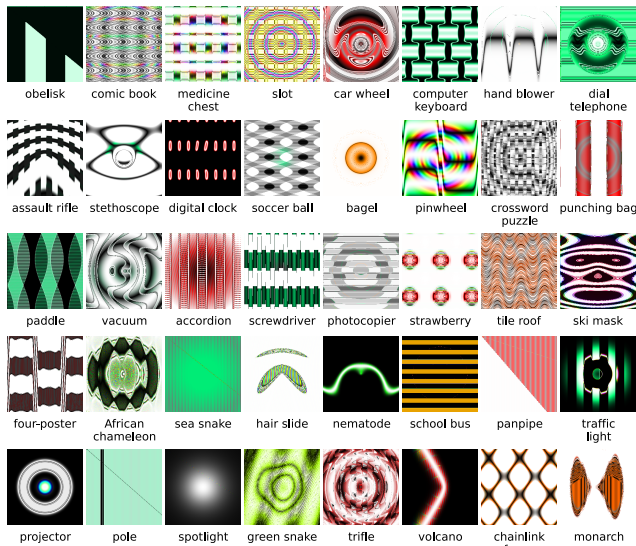 obelisk
comic book
medicine
chest
slot
car wheel
computer
keyboard
hand blower
dial
telephone
assault rifle
stethoscope
digital clock
soccer ball
bagel
pinwheel
crossword
puzzle
punching bag
paddle
vacuum
accordion
screwdriver
photocopier
strawberry
tile roof
ski mask
four-poster
African
chameleon
sea snake
hair slide
nematode
school bus
panpipe
traffic
light
projector
pole
spotlight
green snake
trifle
volcano
chainlink
monarch